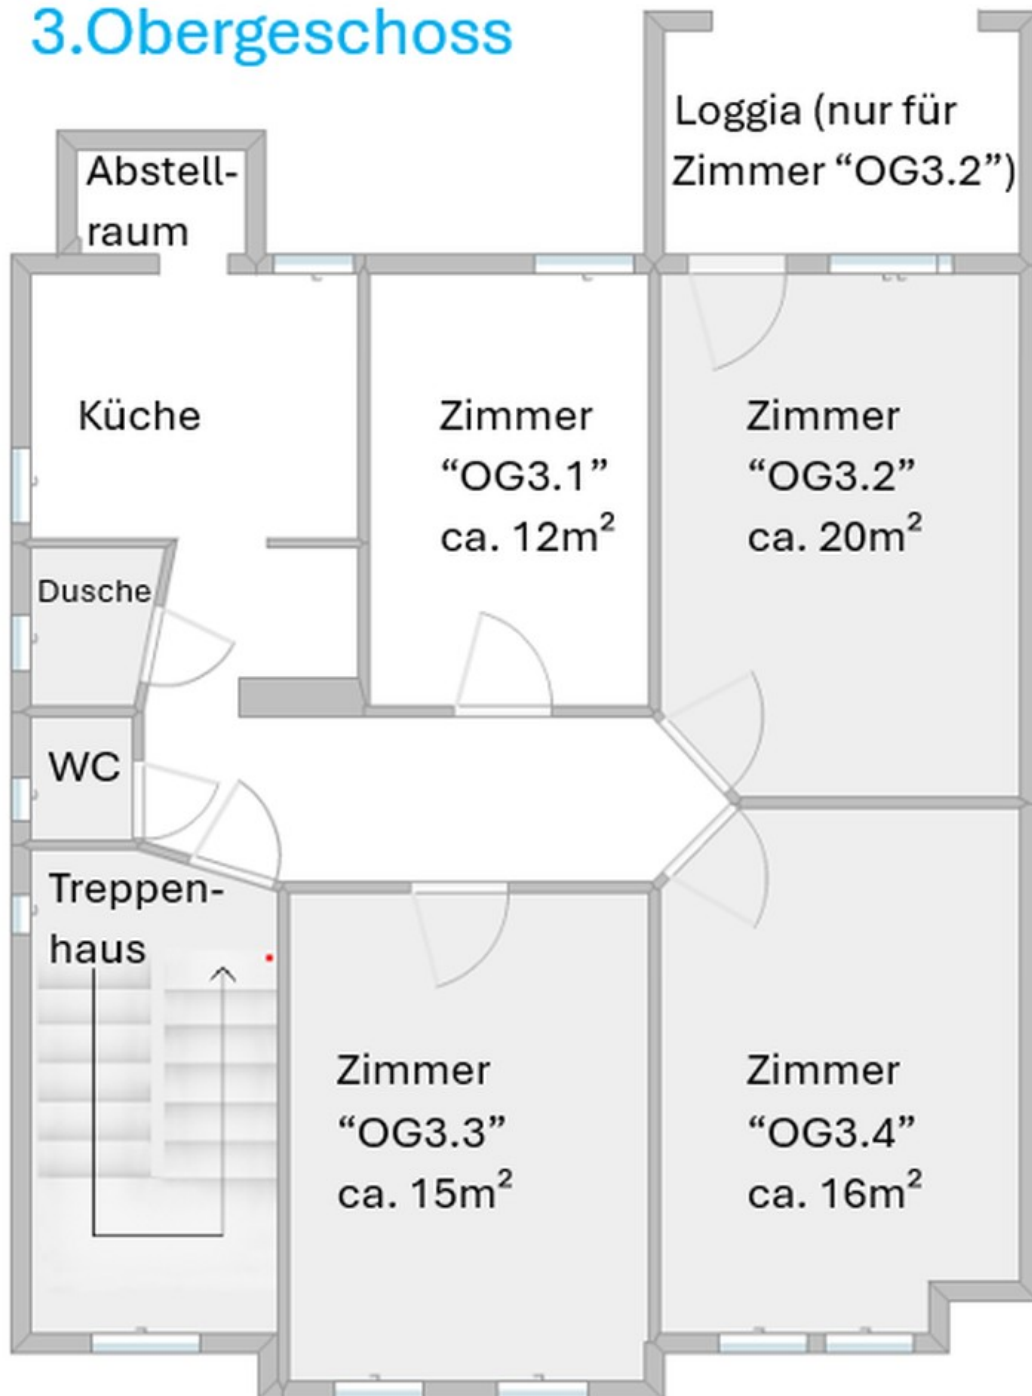 3.Obergeschoss
Loggia (nur für
Zimmer “OG3.2”)
Abstell-
raum
Küche
Zimmer
“OG3.1”
ca. 12m²
Zimmer
“OG3.2”
ca. 20m²
Dusche
WC
Treppen-
haus
Zimmer
“OG3.3”
ca. 15m²
Zimmer
“OG3.4”
ca. 16m²